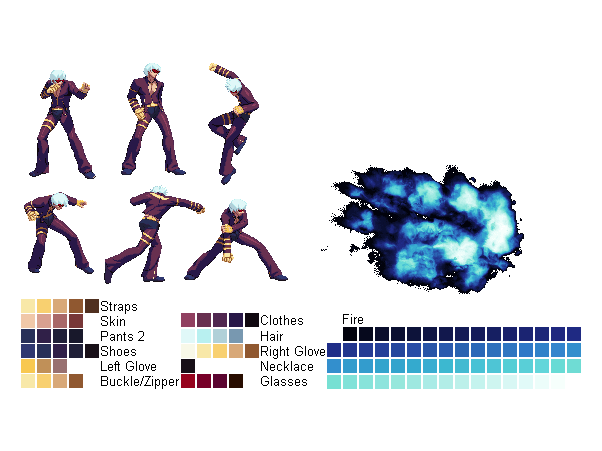 Straps
Skin
Pants 2
Shoes
Left Glove
Buckle/Zipper
Clothes
Hair
Right Glove
Necklace
Glasses
Fire